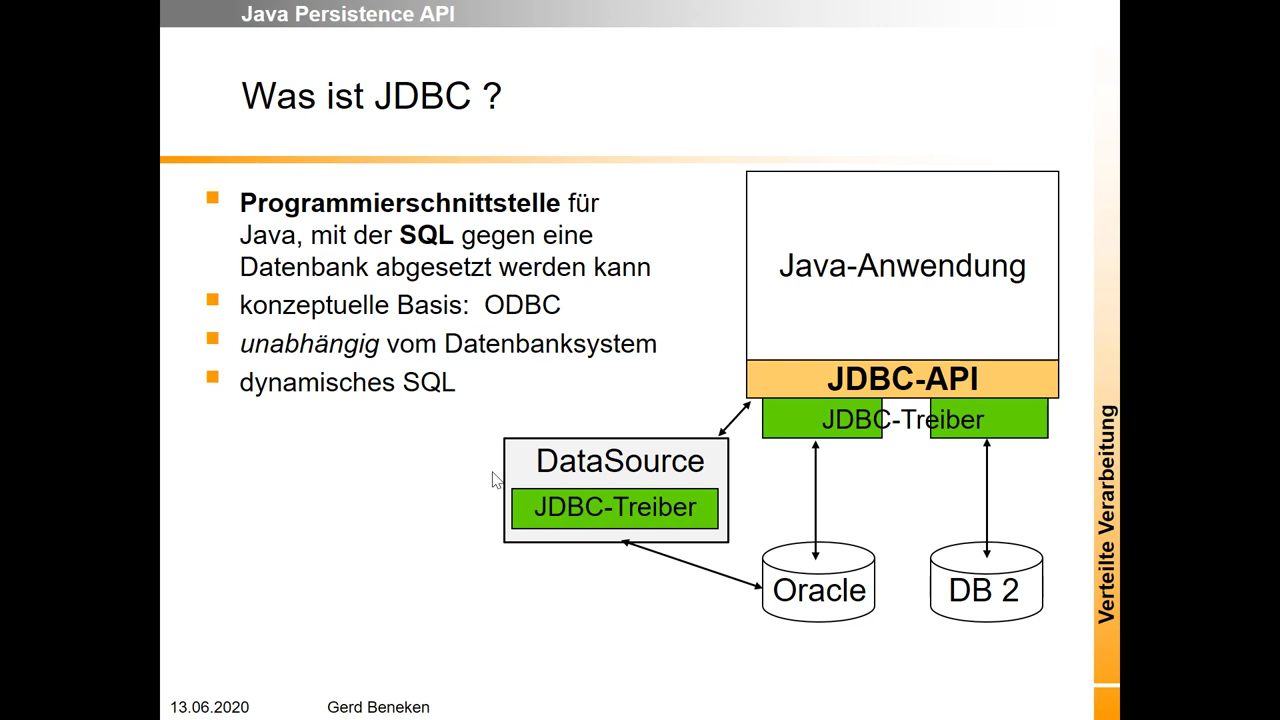 Java Persistence API
Was ist JDBC ?
Programmierschnittstelle für
Java, mit der SQL gegen eine
Datenbank abgesetzt werden kann
konzeptuelle Basis: ODBC
unabhängig vom Datenbanksystem
dynamisches SQL
Java-Anwendung
JDBC-API
JDBC-Treiber
DataSource
JDBC-Treiber
Oracle
DB 2
Verteilte Verarbeitung
13.06.2020
Gerd Beneken